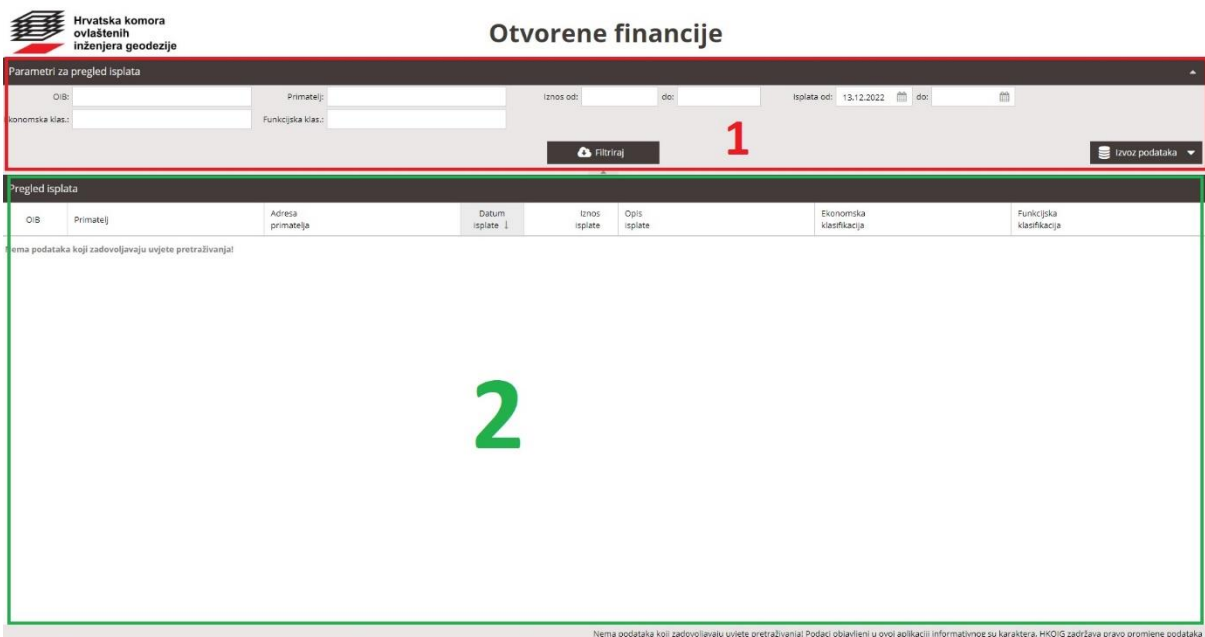 Hrvatska komora
ovlaštenih
inženjera geodezije
Otvorene financije
Parametri za pregled isplata
OIB: Primatelj: Iznos od: do: Isplata od: 13.12.2022 do:
Ekonomska klas.: Funkcijska klas.:
1
Filtriraj Izvoz podataka
Pregled isplata
OIB Primatelj Adresa primatelja Datum isplate ↓ Iznos isplate Opis isplate Ekonomska klasifikacija Funkcijska klasifikacija
Nema podataka koji zadovoljavaju uvjete pretraživanja!
2
Nema podataka koji zadovoljavaju uvjete pretraživanja! Podaci objavljeni u ovoj aplikaciji informativnog su karaktera. HKOIG zadržava pravo promjene podataka